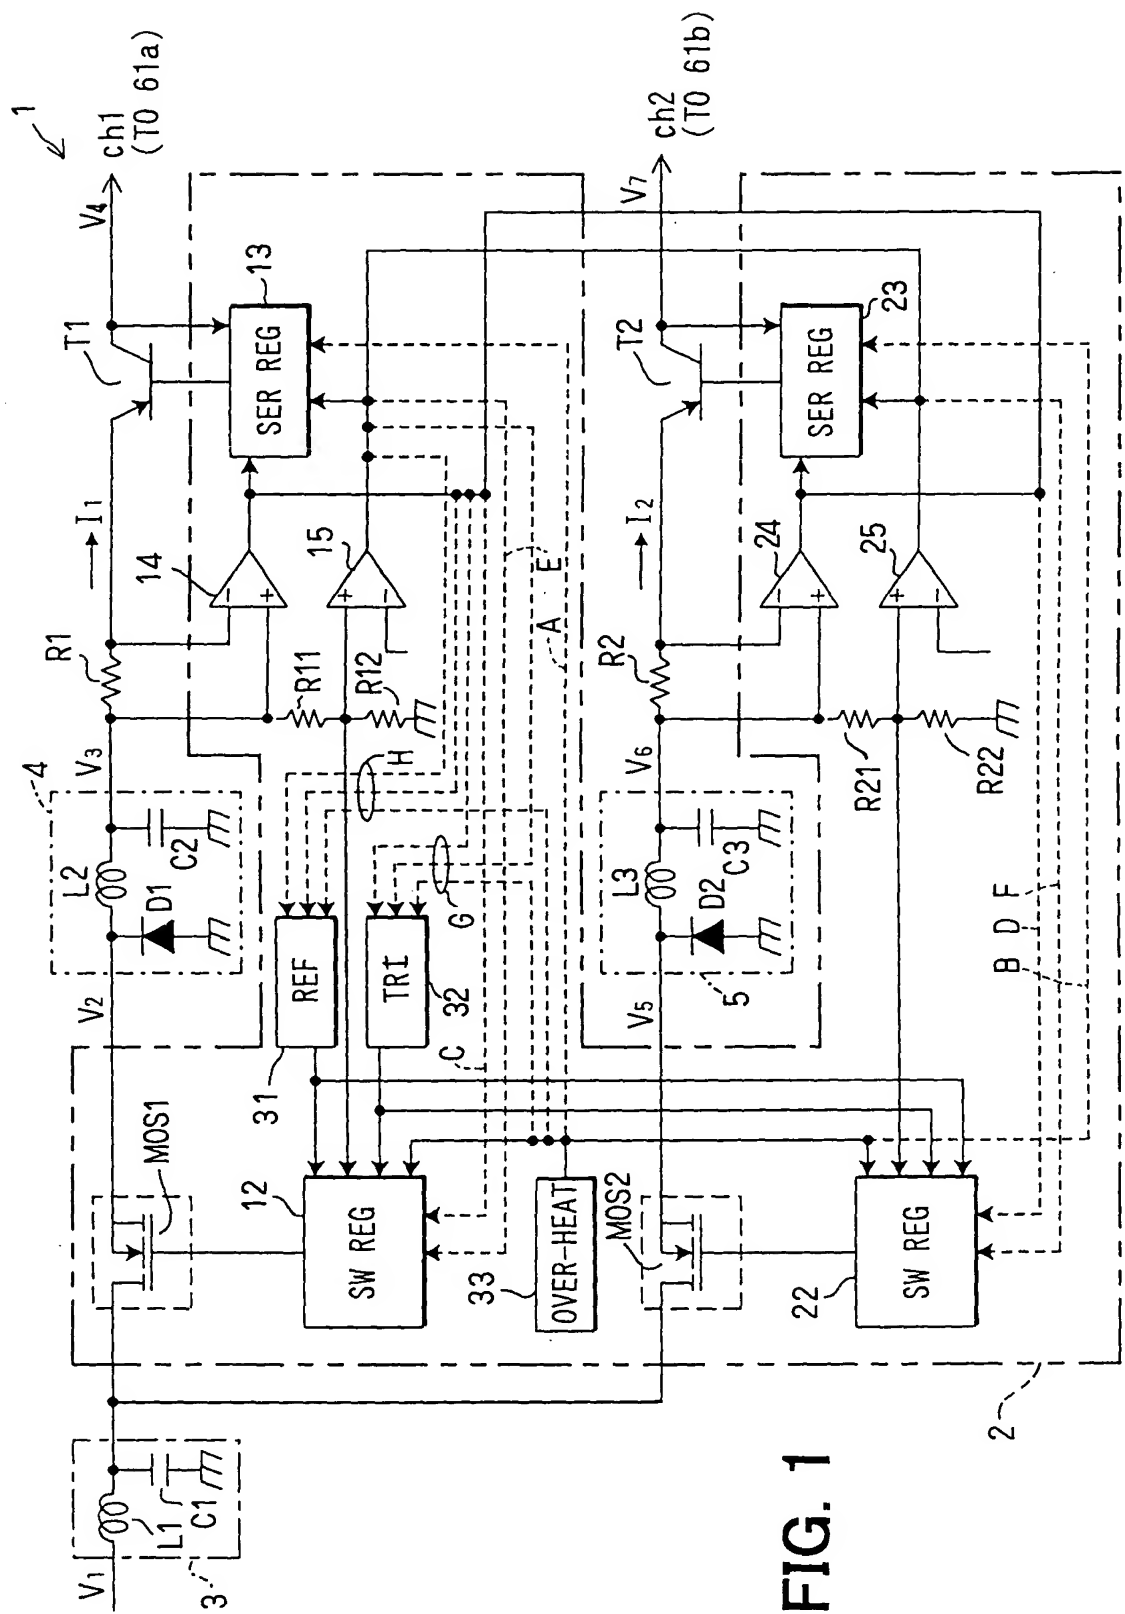 1
ch1
(TO 61a)
V4
T1
13
SER REG
I1
R1
14
15
R11
R12
V3
4
L2
C2
D1
V2
H
G
E
A
REF
31
TRI
32
C
MOS1
12
SW REG
33
OVER-HEAT
V1
L1
C1
3
ch2
(TO 61b)
V7
T2
23
SER REG
I2
R2
24
25
R21
R22
V6
L3
C3
D2
5
V5
B D F
MOS2
22
SW REG
2
- +
+ -
- +
+ -
FIG. 1